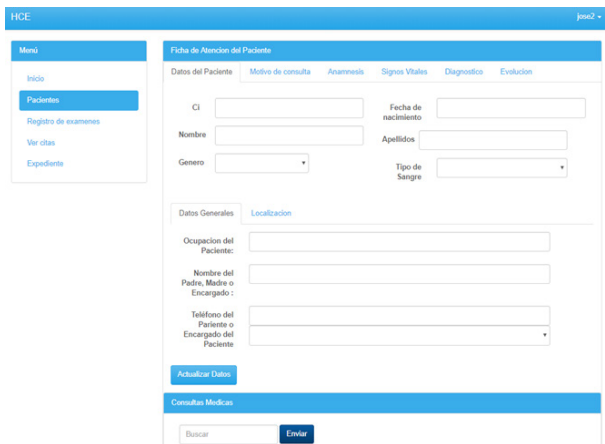 HCE
jose2
Menú
Inicio
Pacientes
Registro de examenes
Ver citas
Expediente
Ficha de Atencion del Paciente
Datos del Paciente Motivo de consulta Anamnesis Signos Vitales Diagnostico Evolucion
Ci
Fecha de
nacimiento
Nombre
Apellidos
Genero
Tipo de
Sangre
Datos Generales Localizacion
Ocupacion del
Paciente:
Nombre del
Padre, Madre o
Encargado :
Teléfono del
Pariente o
Encargado del
Paciente
Actualizar Datos
Consultas Medicas
Buscar Enviar